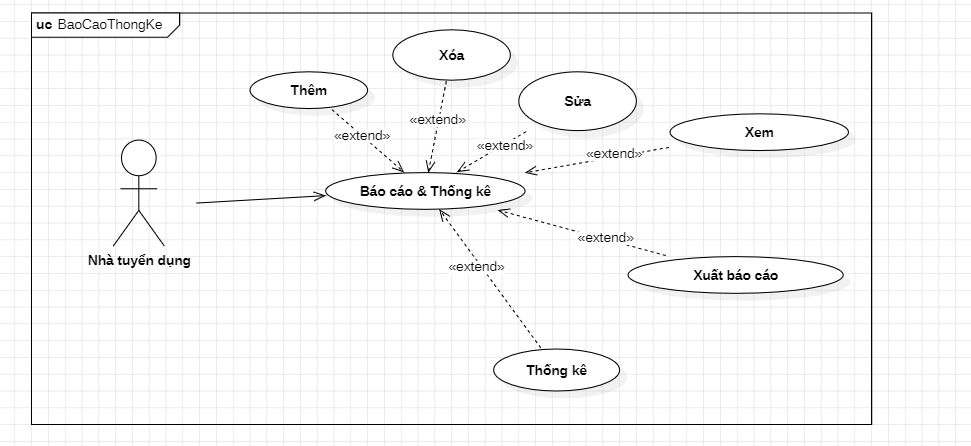 uc BaoCaoThongKe
Xóa
Thêm
Sửa
«extend»
Xem
«extend»
«extend»
«extend»
Báo cáo & Thống kê
«extend»
Nhà tuyển dụng
«extend»
Xuất báo cáo
Thống kê